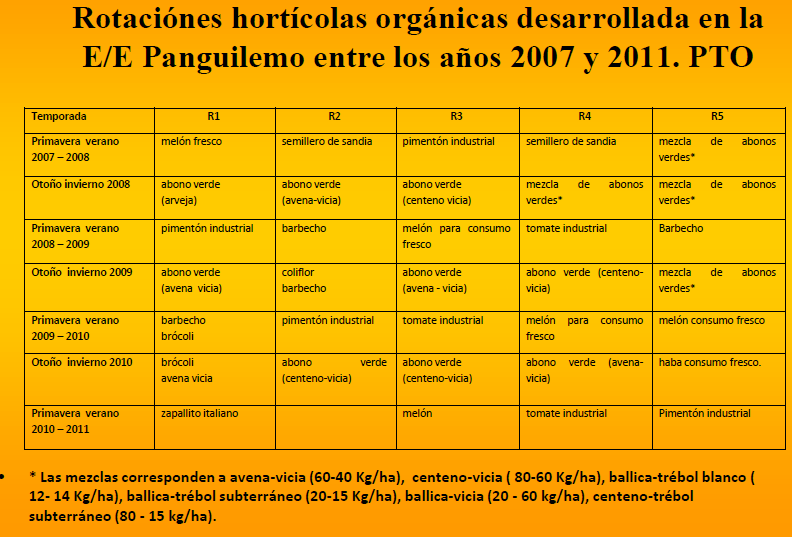 Rotaciónes hortícolas orgánicas desarrollada en la
E/E Panguilemo entre los años 2007 y 2011. PTO
Temporada R1 R2 R3 R4 R5
Primavera verano 2007 – 2008 melón fresco semillero de sandia pimentón industrial semillero de sandia mezcla de abonos verdes*
Otoño invierno 2008 abono verde (arveja) abono verde (avena-vicia) abono verde (centeno vicia) mezcla de abonos verdes* mezcla de abonos verdes*
Primavera verano 2008 – 2009 pimentón industrial barbecho melón para consumo fresco tomate industrial Barbecho
Otoño invierno 2009 abono verde (avena vicia) coliflor barbecho abono verde (avena - vicia) abono verde (centeno-vicia) mezcla de abonos verdes*
Primavera verano 2009 – 2010 barbecho brócoli pimentón industrial tomate industrial melón para consumo fresco melón consumo fresco
Otoño invierno 2010 brócoli avena vicia abono verde (centeno-vicia) abono verde (centeno-vicia) abono verde (avena-vicia) haba consumo fresco.
Primavera verano 2010 – 2011 zapallito italiano melón tomate industrial Pimentón industrial
• * Las mezclas corresponden a avena-vicia (60-40 Kg/ha), centeno-vicia ( 80-60 Kg/ha), ballica-trébol blanco (
12- 14 Kg/ha), ballica-trébol subterráneo (20-15 Kg/ha), ballica-vicia (20 - 60 kg/ha), centeno-trébol
subterráneo (80 - 15 kg/ha).